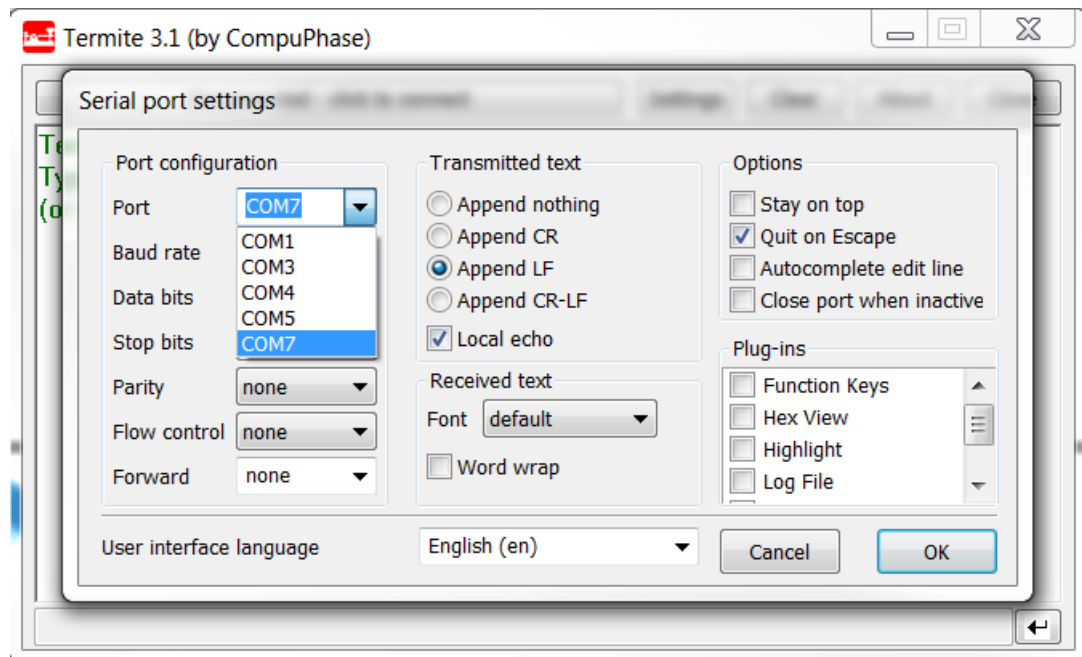 Termite 3.1 (by CompuPhase)
Serial port settings
Port configuration
Port COM7
COM1
COM3
COM4
COM5
COM7
Baud rate
Data bits
Stop bits
Parity none
Flow control none
Forward none
Transmitted text
Append nothing
Append CR
Append LF
Append CR-LF
Local echo
Received text
Font default
Word wrap
Options
Stay on top
Quit on Escape
Autocomplete edit line
Close port when inactive
Plug-ins
Function Keys
Hex View
Highlight
Log File
User interface language English (en)
Cancel OK